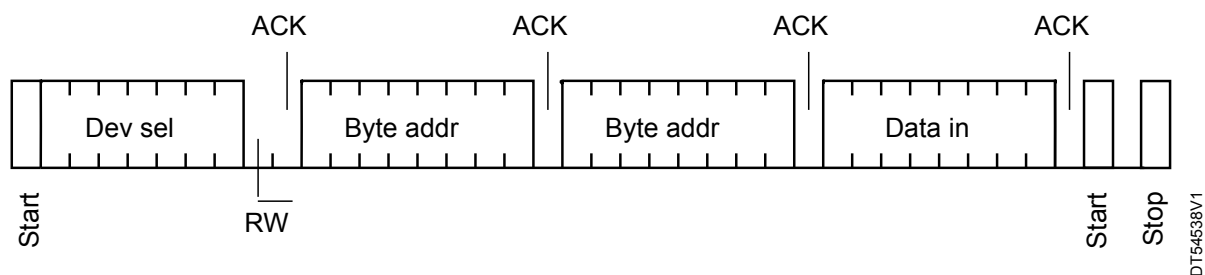 ACK ACK ACK ACK
Dev sel Byte addr Byte addr Data in
RW
Start Start Stop
DT54538V1